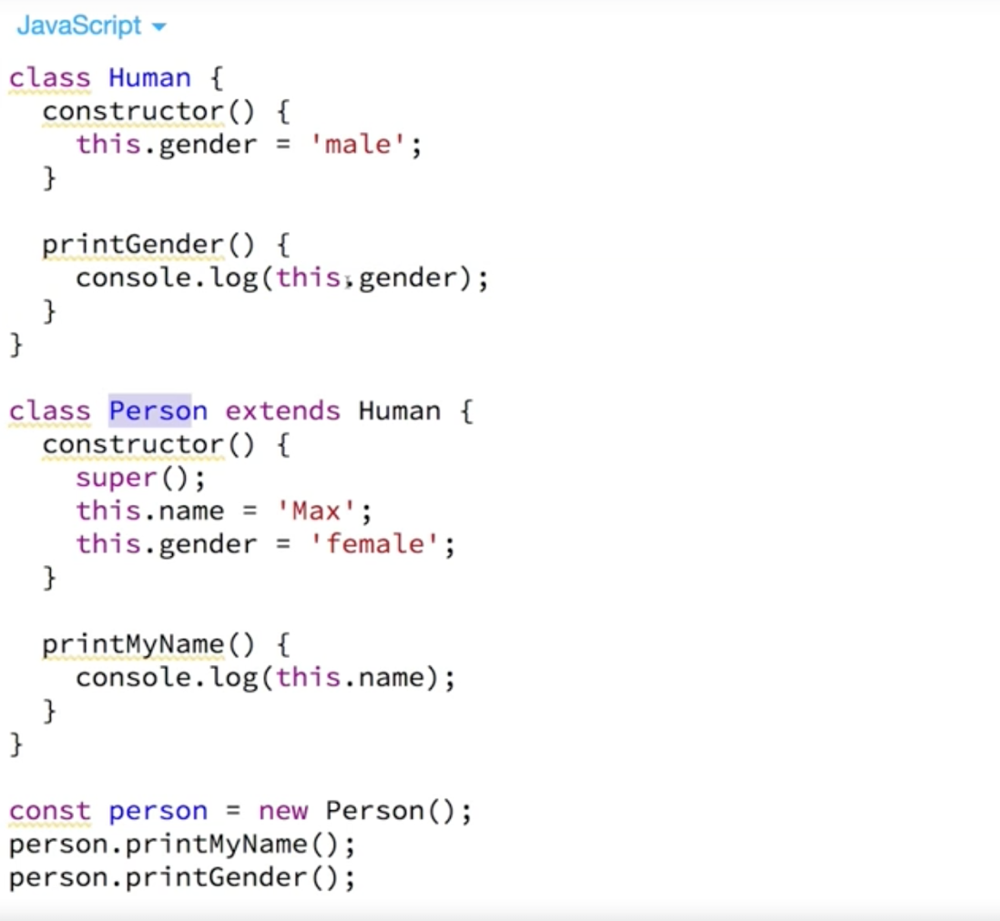 JavaScript
class Human {
  constructor() {
    this.gender = 'male';
  }

  printGender() {
    console.log(this.gender);
  }
}

class Person extends Human {
  constructor() {
    super();
    this.name = 'Max';
    this.gender = 'female';
  }

  printMyName() {
    console.log(this.name);
  }
}

const person = new Person();
person.printMyName();
person.printGender();